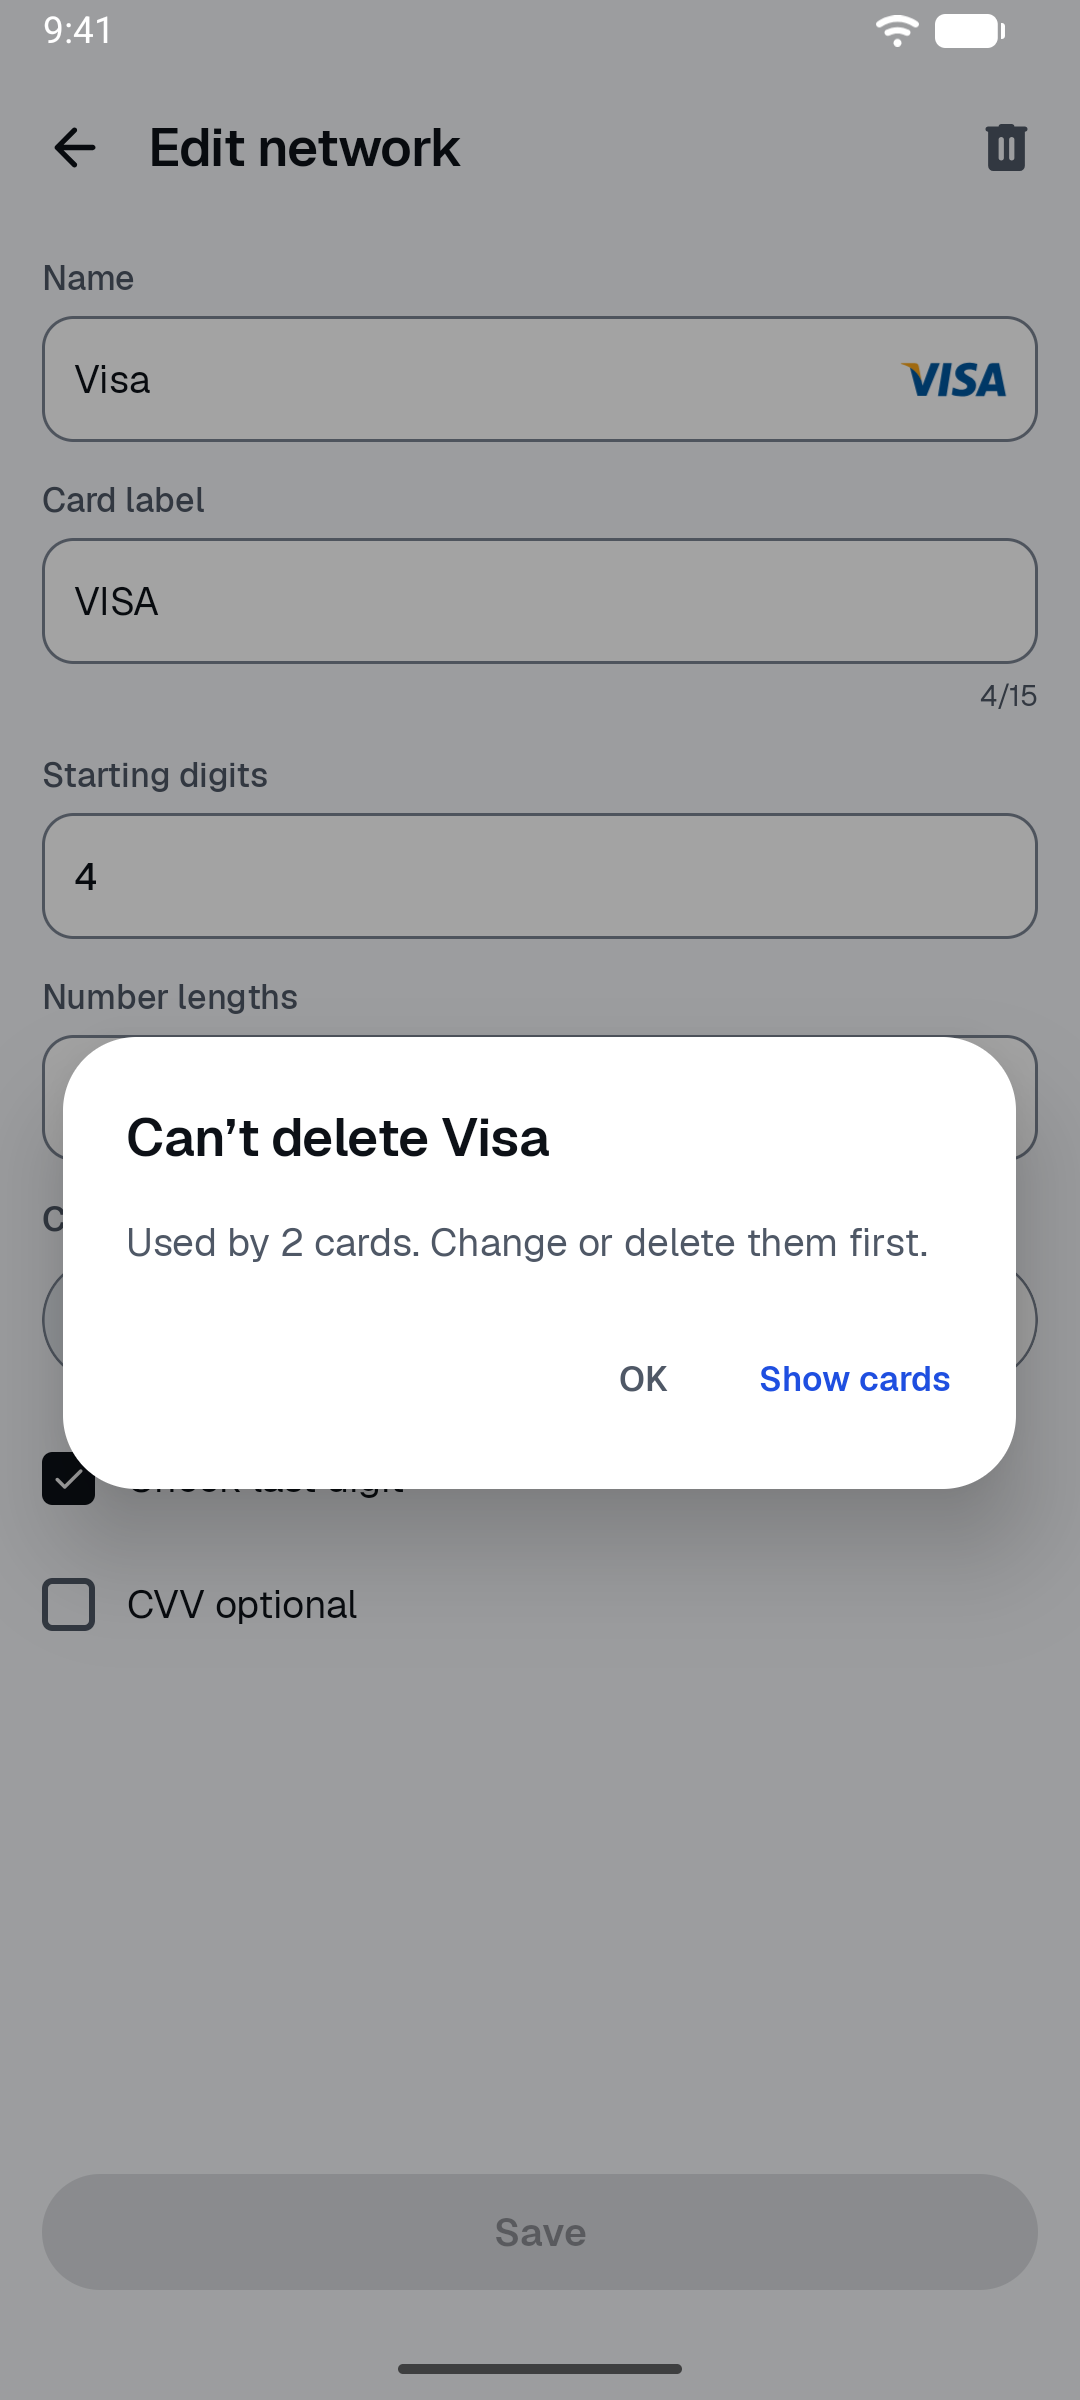 9:41
Edit network
Name
Visa
VISA
Card label
VISA
4/15
Starting digits
4
Number lengths
Can’t delete Visa
Used by 2 cards. Change or delete them first.
OK
Show cards
CVV optional
Save